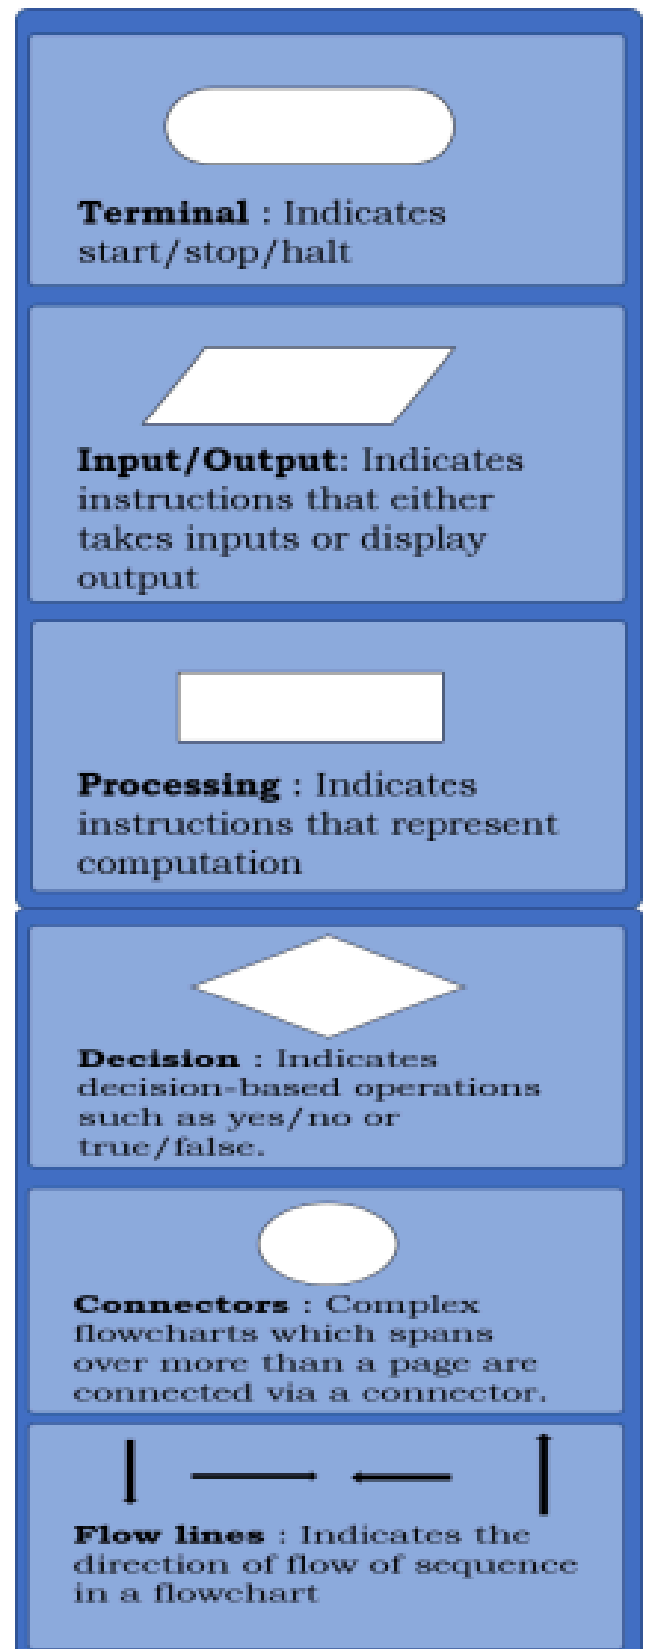 Terminal : Indicates
start/stop/halt
Input/Output: Indicates
instructions that either
takes inputs or display
output
Processing : Indicates
instructions that represent
computation
Decision : Indicates
decision-based operations
such as yes/no or
true/false.
Connectors : Complex
flowcharts which spans
over more than a page are
connected via a connector.
Flow lines : Indicates the
direction of flow of sequence
in a flowchart